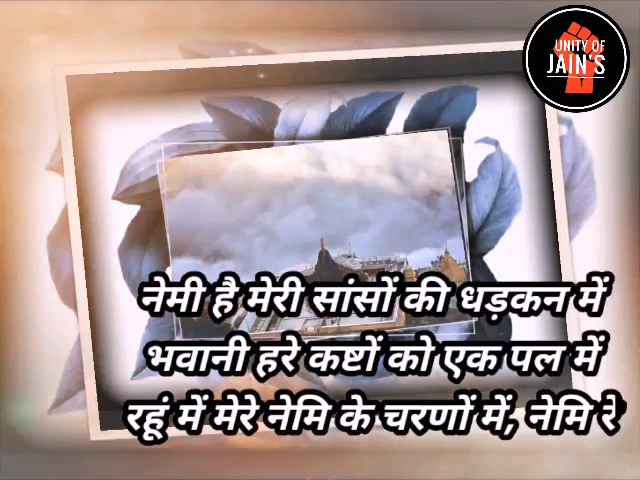 UNITY OF
JAIN'S
नेमी है मेरी सांसों की धड़कन में
भवानी हरे कष्टों को एक पल में
रहूं में मेरे नेमि के चरणों में, नेमि रे